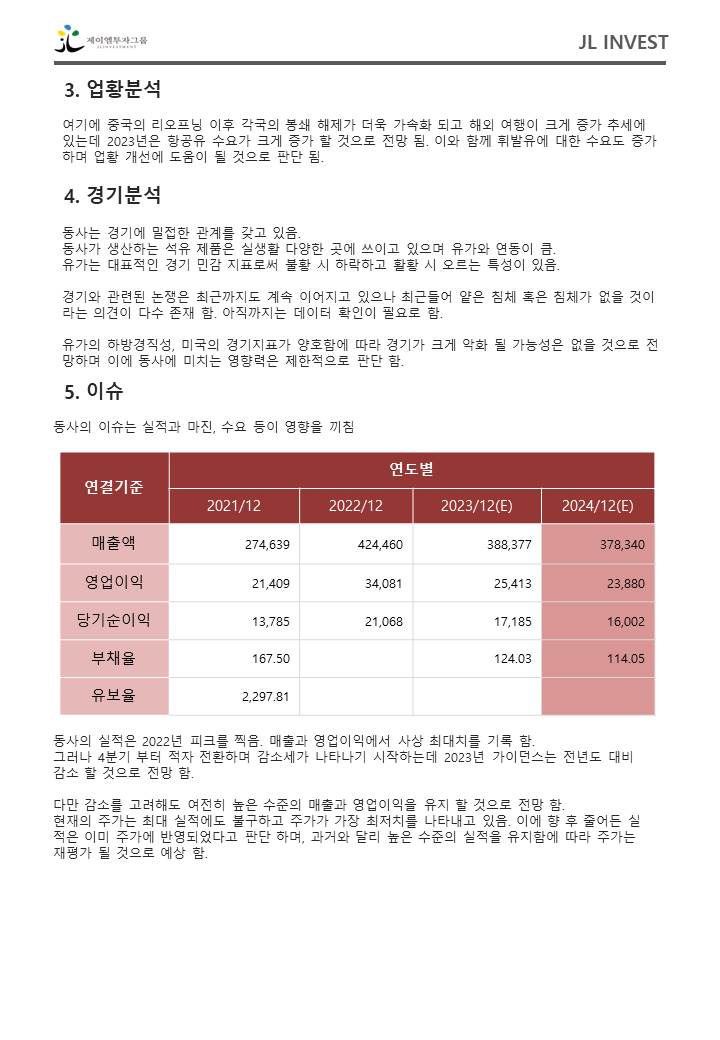 제이엘투자그룹
JLINVESTMENT
JL INVEST
3. 업황분석
여기에 중국의 리오프닝 이후 각국의 봉쇄 해제가 더욱 가속화 되고 해외 여행이 크게 증가 추세에
있는데 2023년은 항공유 수요가 크게 증가 할 것으로 전망 됨. 이와 함께 휘발유에 대한 수요도 증가
하며 업황 개선에 도움이 될 것으로 판단 됨.
4. 경기분석
동사는 경기에 밀접한 관계를 갖고 있음.
동사가 생산하는 석유 제품은 실생활 다양한 곳에 쓰이고 있으며 유가와 연동이 큼.
유가는 대표적인 경기 민감 지표로써 불황 시 하락하고 활황 시 오르는 특성이 있음.
경기와 관련된 논쟁은 최근까지도 계속 이어지고 있으나 최근들어 얕은 침체 혹은 침체가 없을 것이
라는 의견이 다수 존재 함. 아직까지는 데이터 확인이 필요로 함.
유가의 하방경직성, 미국의 경기지표가 양호함에 따라 경기가 크게 악화 될 가능성은 없을 것으로 전
망하며 이에 동사에 미치는 영향력은 제한적으로 판단 함.
5. 이슈
동사의 이슈는 실적과 마진, 수요 등이 영향을 끼침
연결기준 연도별
2021/12 2022/12 2023/12(E) 2024/12(E)
매출액 274,639 424,460 388,377 378,340
영업이익 21,409 34,081 25,413 23,880
당기순이익 13,785 21,068 17,185 16,002
부채율 167.50 124.03 114.05
유보율 2,297.81
동사의 실적은 2022년 피크를 찍음. 매출과 영업이익에서 사상 최대치를 기록 함.
그러나 4분기 부터 적자 전환하며 감소세가 나타나기 시작하는데 2023년 가이던스는 전년도 대비
감소 할 것으로 전망 함.
다만 감소를 고려해도 여전히 높은 수준의 매출과 영업이익을 유지 할 것으로 전망 함.
현재의 주가는 최대 실적에도 불구하고 주가가 가장 최저치를 나타내고 있음. 이에 향 후 줄어든 실
적은 이미 주가에 반영되었다고 판단 하며, 과거와 달리 높은 수준의 실적을 유지함에 따라 주가는
재평가 될 것으로 예상 함.